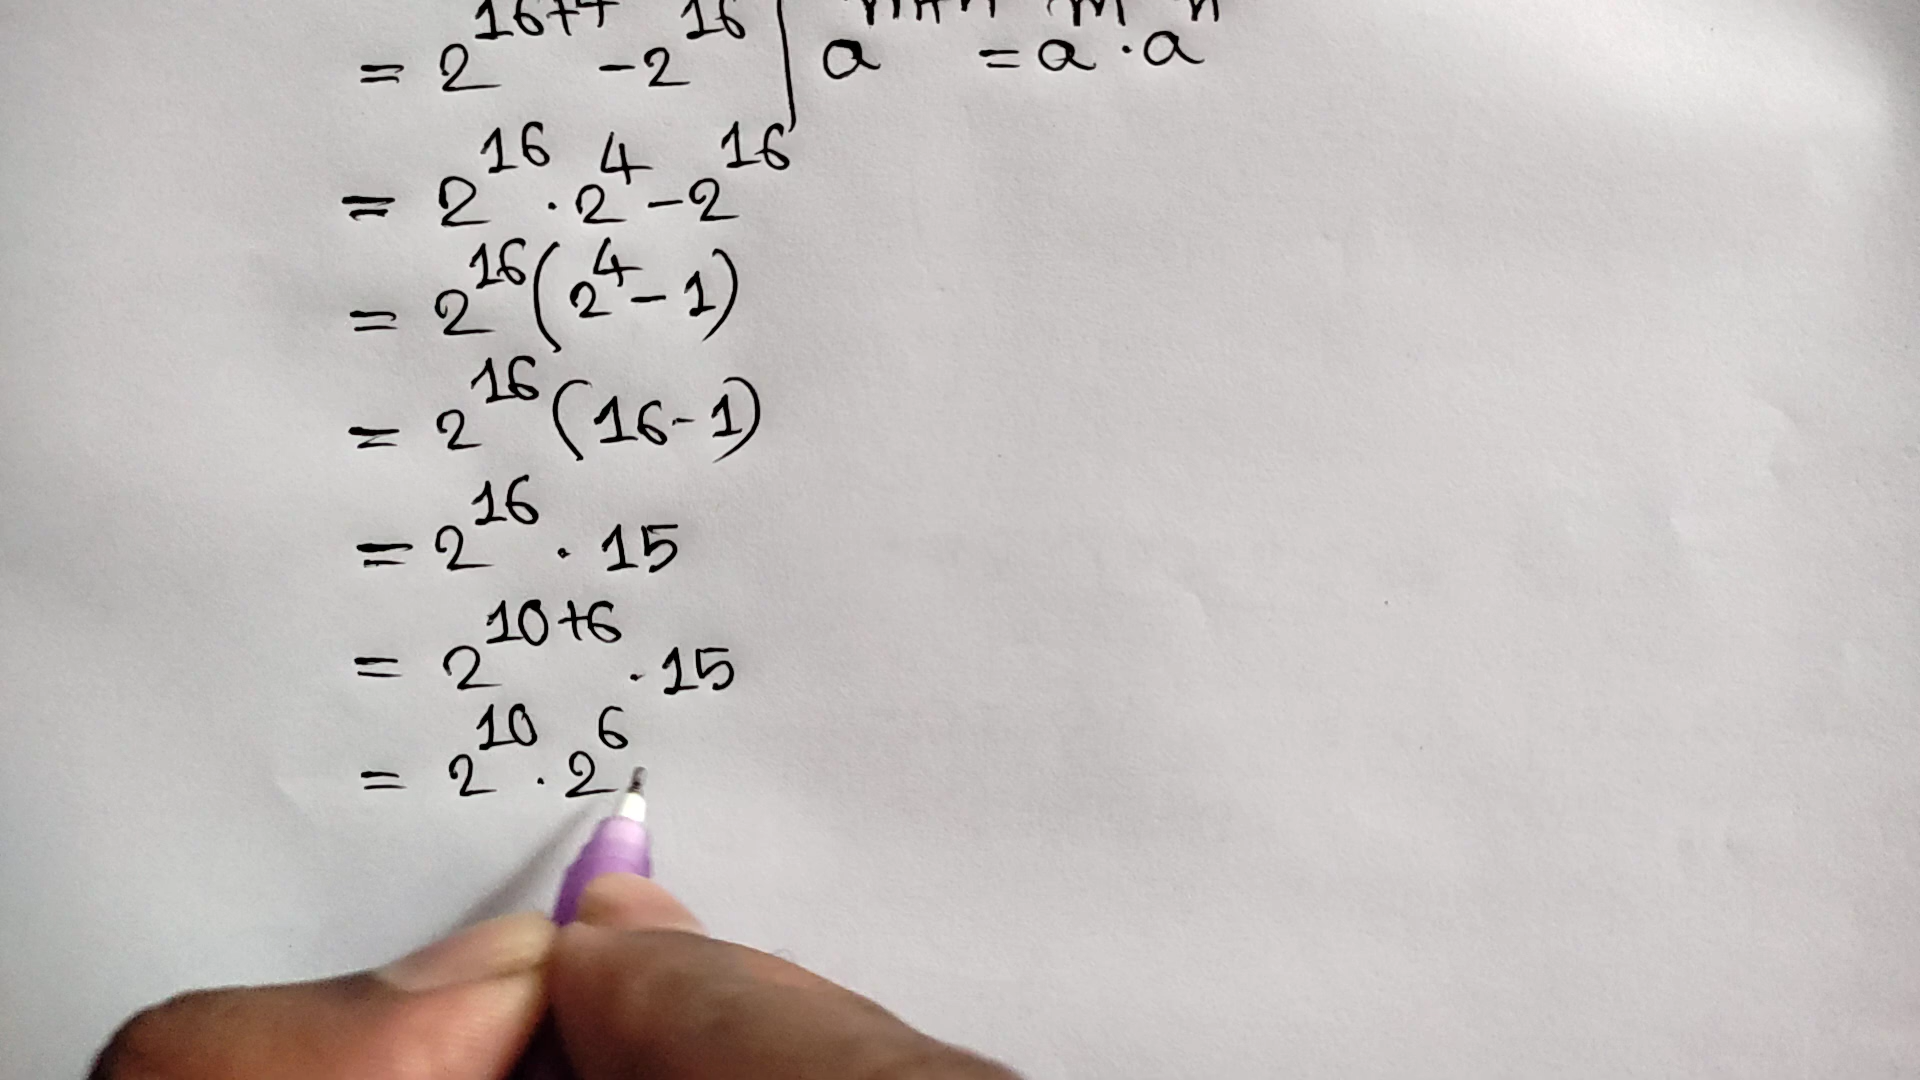 = 2^{16+4} - 2^{16} | a^{m+n} = a^m · a^n
= 2^{16} · 2^4 - 2^{16}
= 2^{16} (2^4 - 1)
= 2^{16} (16 - 1)
= 2^{16} · 15
= 2^{10+6} · 15
= 2^{10} · 2^6